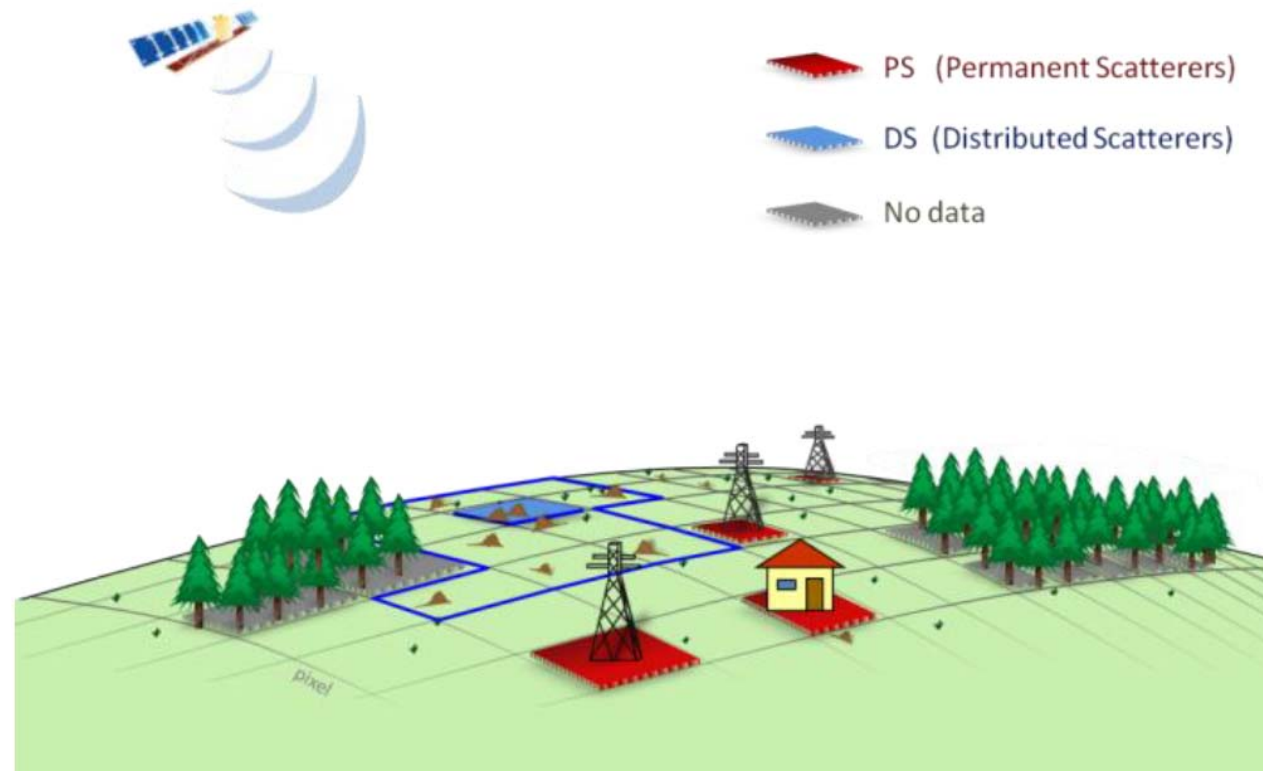 PS (Permanent Scatterers)
DS (Distributed Scatterers)
No data
pixel